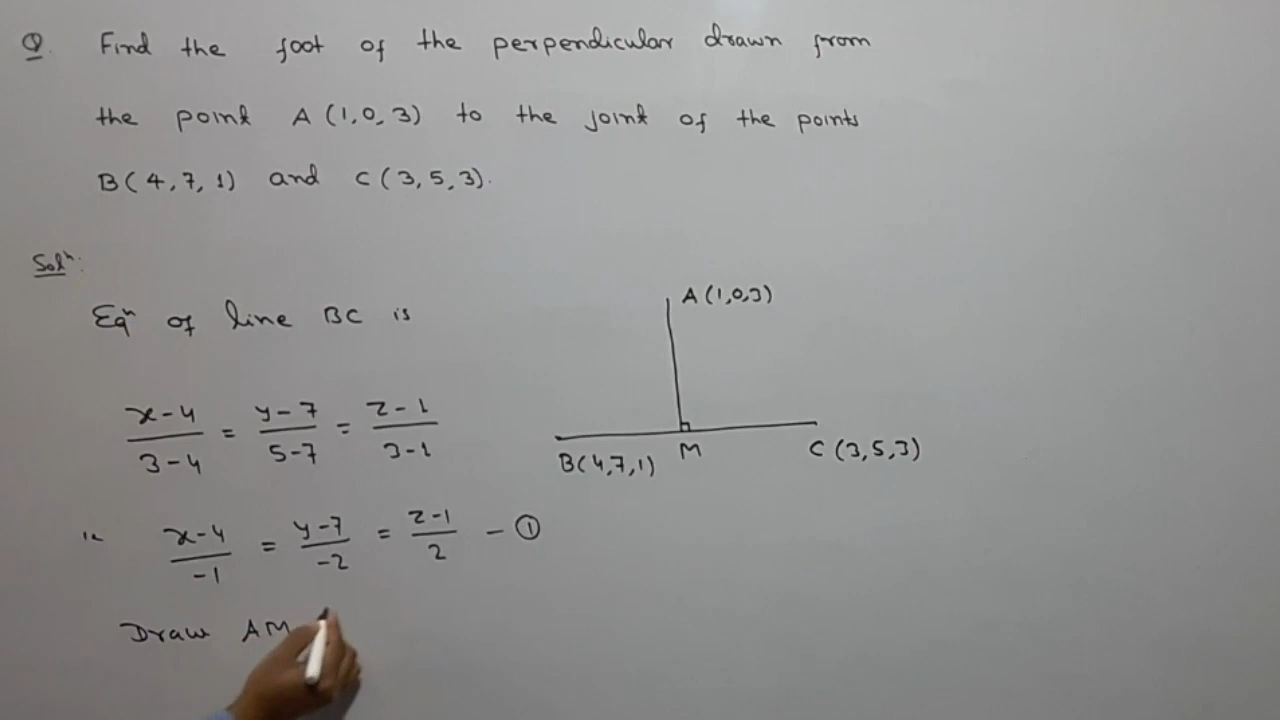 Q. Find the foot of the perpendicular drawn from
the point A (1,0,3) to the joint of the points
B(4,7,1) and C(3,5,3).
Solⁿ:
Eqⁿ of line BC is
A(1,0,3)
x-4/3-4 = y-7/5-7 = z-1/3-1
B(4,7,1) M C(3,5,3)
ie x-4/-1 = y-7/-2 = z-1/2 - ①
Draw AM